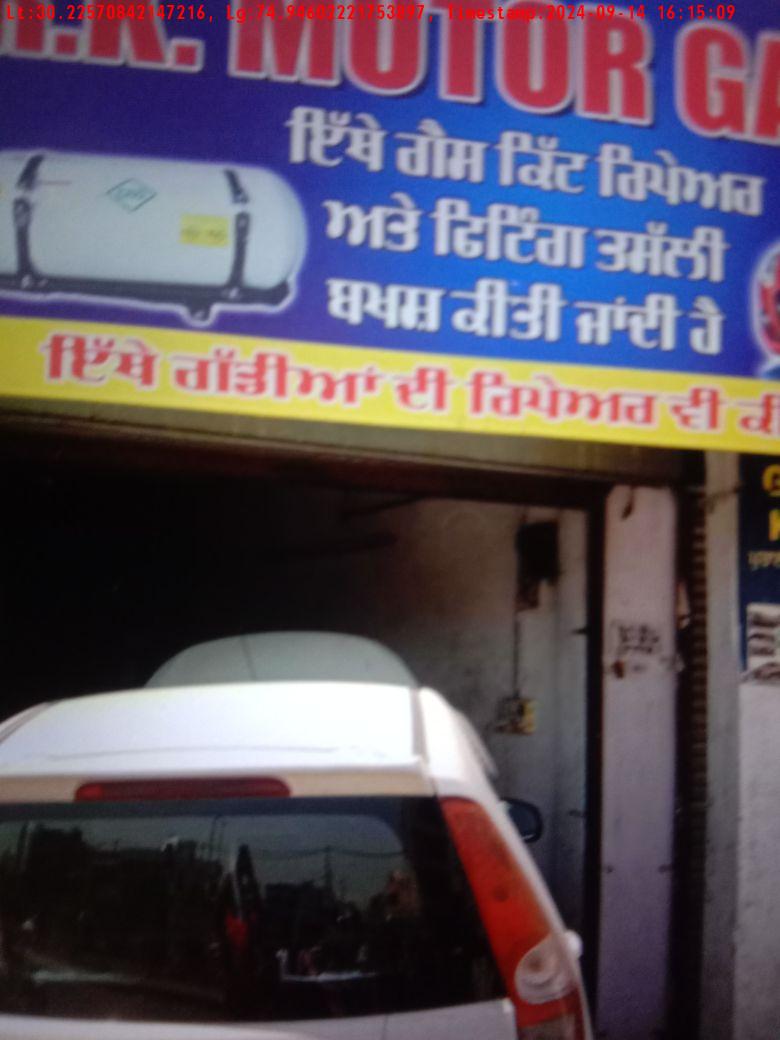 Lt:30.22570842147216, Lg:74.94603221753897, Timestamp:2024-09-14 16:15:09
.K. MOTOR GA
ਇੱਥੇ ਗੈਸ ਕਿੱਟ ਰਿਪੇਅਰ
ਅਤੇ ਫਿਟਿੰਗ ਤਸੱਲੀ
ਬਖਸ਼ ਕੀਤੀ ਜਾਂਦੀ ਹੈ
ਇੱਥੇ ਗੱਡੀਆਂ ਦੀ ਰਿਪੇਅਰ ਵੀ ਕੀ